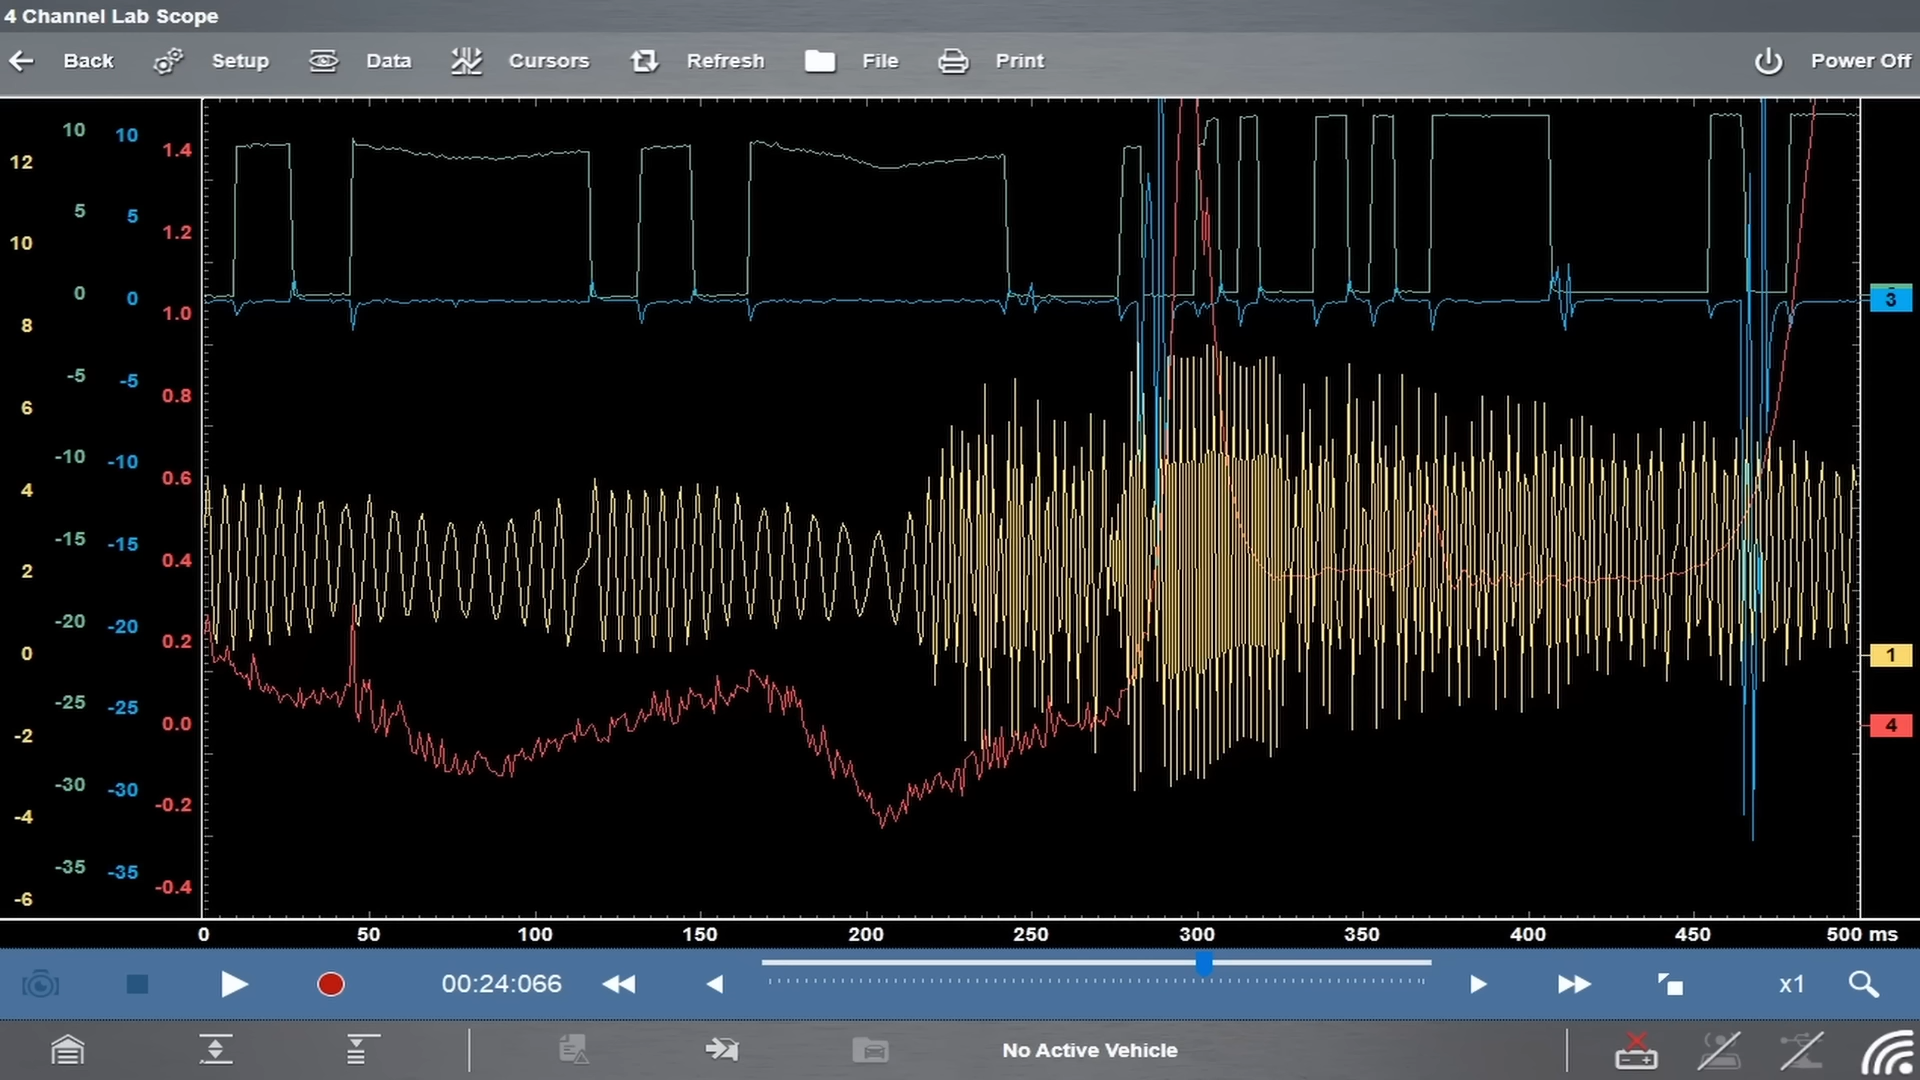 4 Channel Lab Scope
Back Setup Data Cursors Refresh File Print Power Off
10 10 1.4
12
5 5 1.2
10
0 0 1.0 3
8
-5 -5 0.8
6
-10 -10 0.6
4
-15 -15 0.4
2
-20 -20 0.2
0 1
-25 -25 0.0 4
-2
-30 -30 -0.2
-4
-35 -35 -0.4
-6
0 50 100 150 200 250 300 350 400 450 500 ms
00:24:066 x1
No Active Vehicle